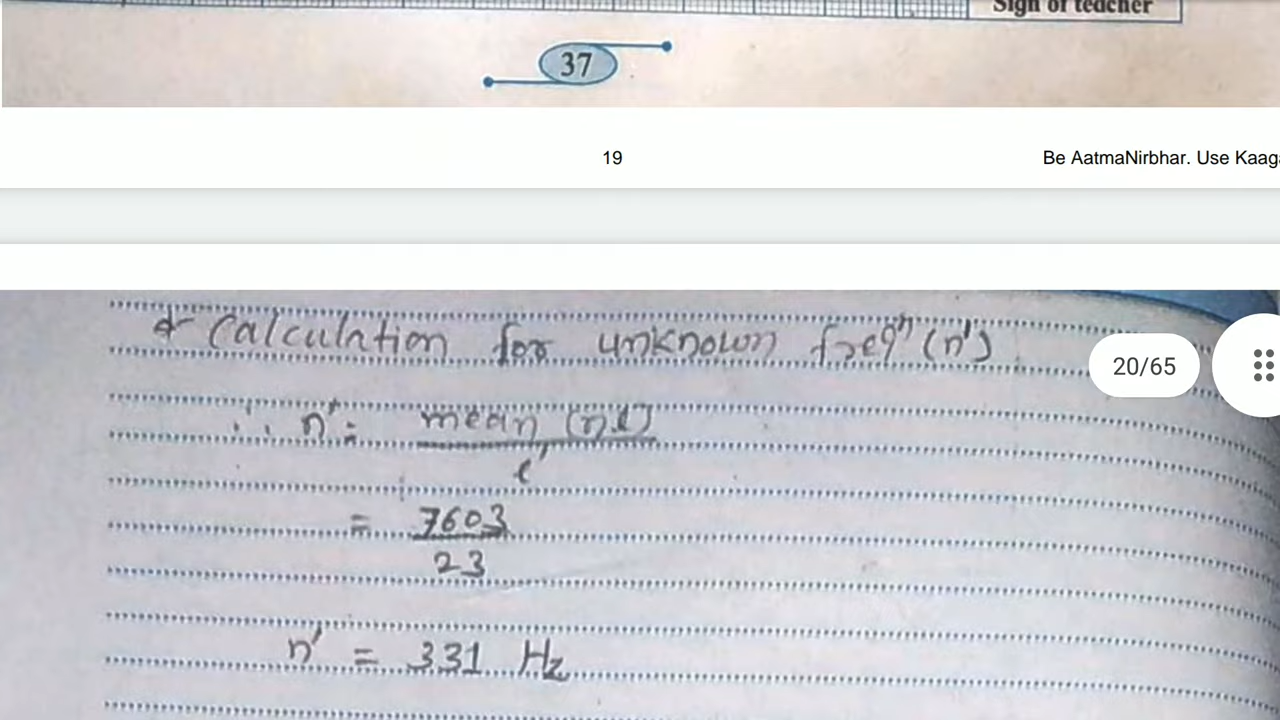 Sign of teacher
37
19
Be AatmaNirbhar. Use Kaag
* Calculation for unknown freqⁿ (n')
20/65
∴ n' = mean (nl)
l'
= 7603
23
n' = 331 Hz